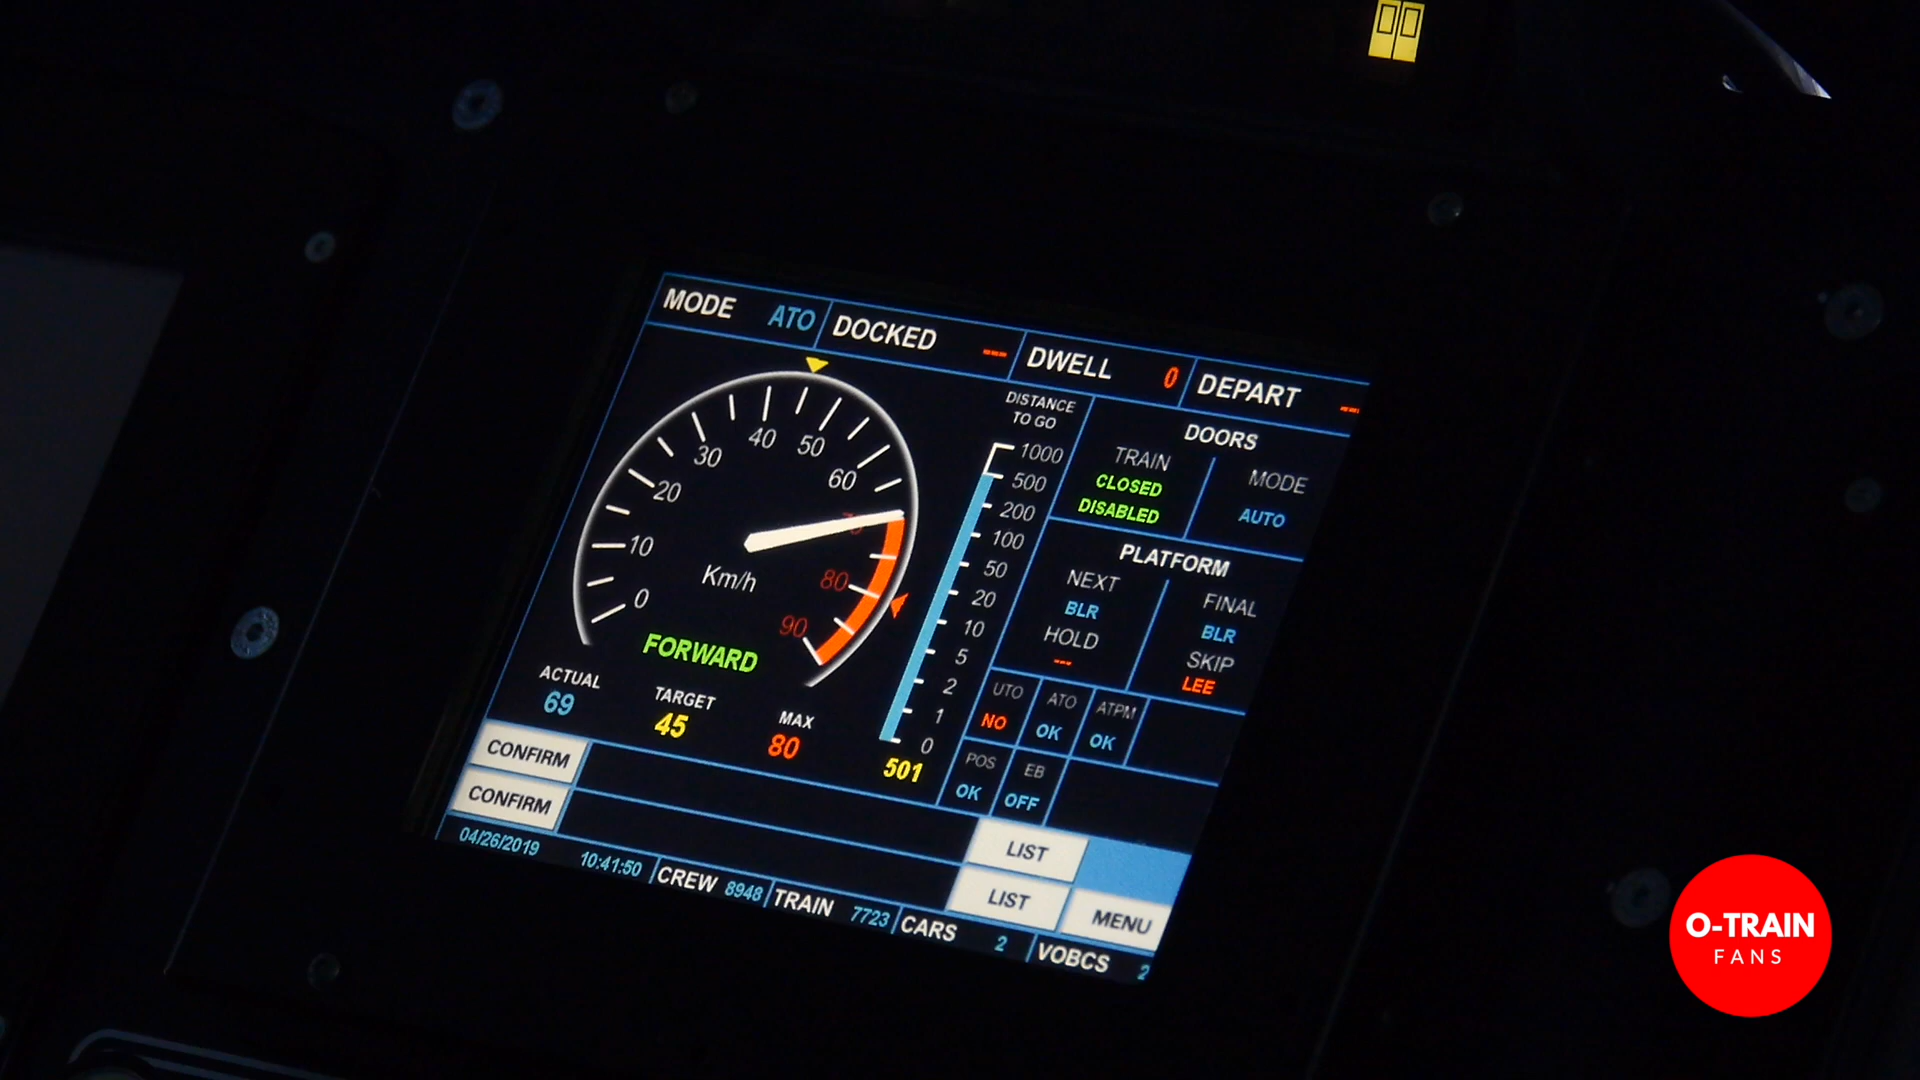 MODE ATO DOCKED --- DWELL 0 DEPART ---
DISTANCE
TO GO
1000
500
200
100
50
20
10
5
2
1
0
501
0
10
20
30
40
50
60
70
80
90
Km/h
FORWARD
ACTUAL
69
TARGET
45
MAX
80
DOORS
TRAIN
CLOSED
DISABLED
MODE
AUTO
PLATFORM
NEXT
BLR
HOLD
---
FINAL
BLR
SKIP
LEE
UTO
NO
ATO
OK
ATPM
OK
POS
OK
EB
OFF
CONFIRM
CONFIRM
LIST
LIST
MENU
04/26/2019 10:41:50 CREW 8948 TRAIN 7723 CARS 2 VOBCS 2
O-TRAIN
FANS